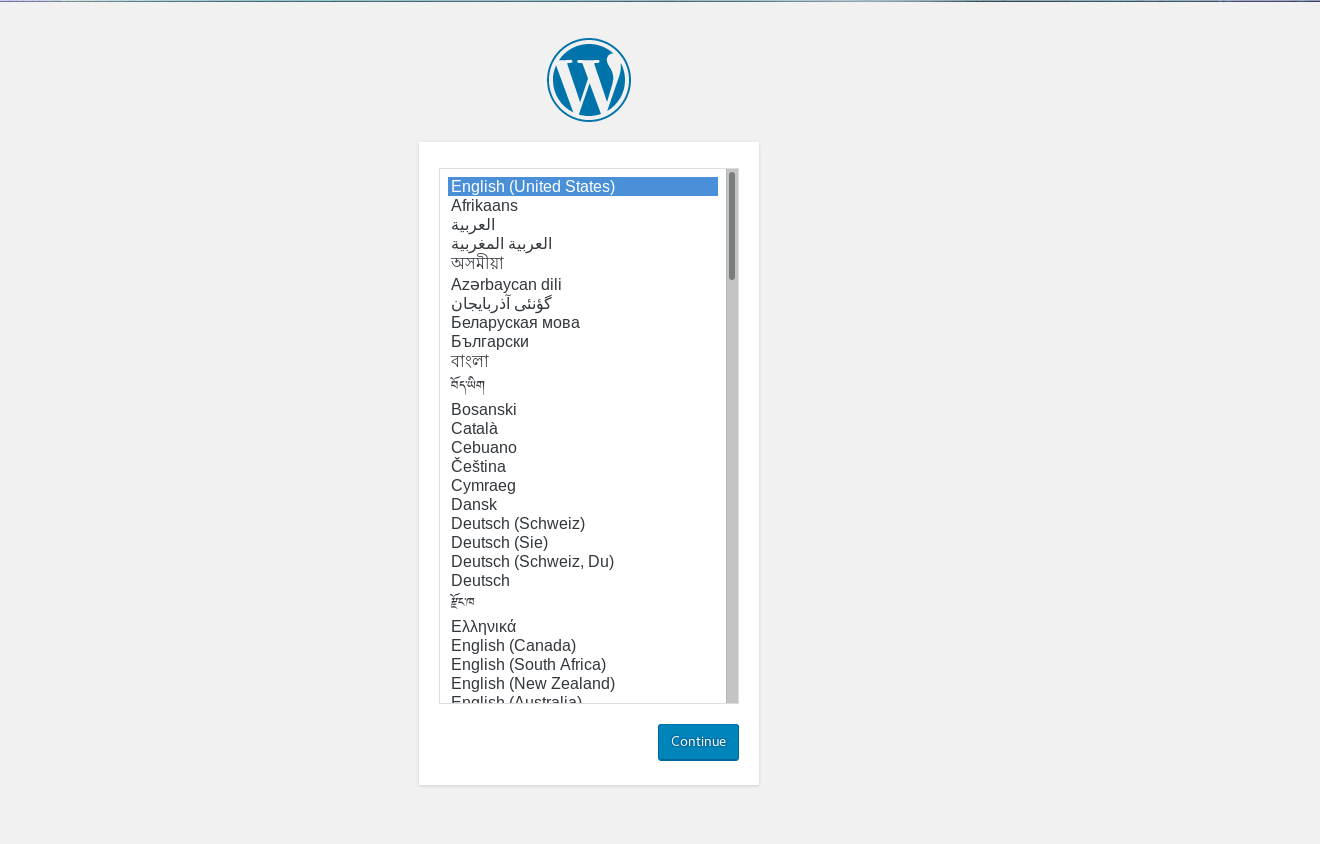 English (United States)
Afrikaans
العربية
العربية المغربية
অসমীয়া
Azərbaycan dili
گؤنئی آذربایجان
Беларуская мова
Български
বাংলা
བོད་ཡིག
Bosanski
Català
Cebuano
Čeština
Cymraeg
Dansk
Deutsch (Schweiz)
Deutsch (Sie)
Deutsch (Schweiz, Du)
Deutsch
རྫོང་ཁ
Ελληνικά
English (Canada)
English (South Africa)
English (New Zealand)
English (Australia)
Continue